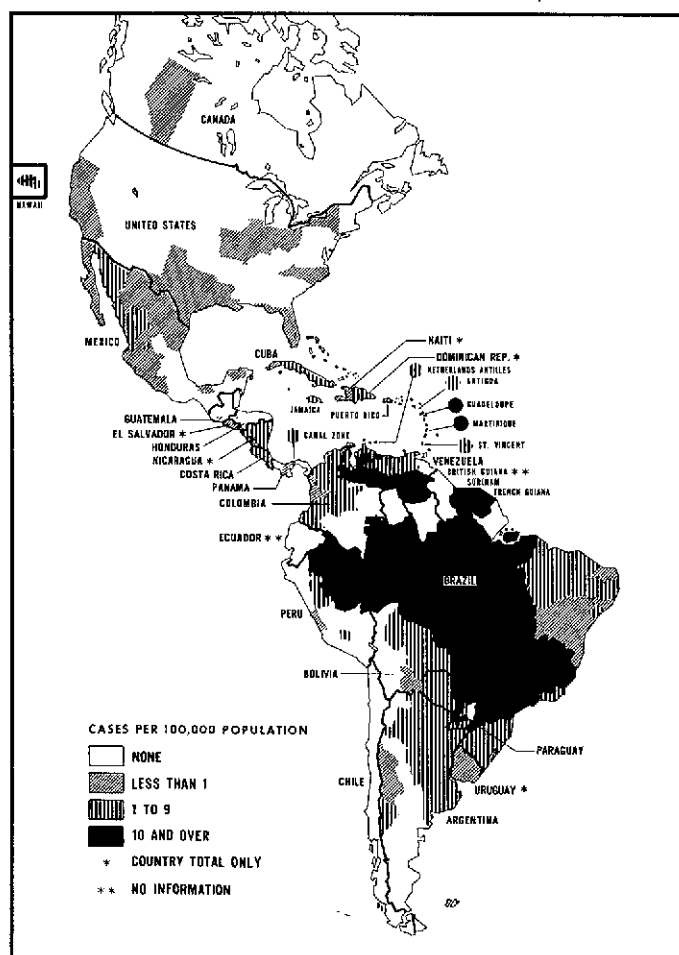 CANADA
HAWAII
UNITED STATES
MEXICO
CUBA
HAITI *
DOMINICAN REP. *
NETHERLANDS ANTILLES
ANTIGUA
JAMAICA
PUERTO RICO
GUADELOUPE
MARTINIQUE
GUATEMALA
EL SALVADOR *
HONDURAS
NICARAGUA *
CANAL ZONE
ST. VINCENT
COSTA RICA
PANAMA
VENEZUELA
BRITISH GUIANA * *
SURINAM
FRENCH GUIANA
COLOMBIA
ECUADOR * *
BRAZIL
PERU
BOLIVIA
CASES PER 100,000 POPULATION
NONE
LESS THAN 1
1 TO 9
10 AND OVER
* COUNTRY TOTAL ONLY
* * NO INFORMATION
PARAGUAY
CHILE
URUGUAY *
ARGENTINA